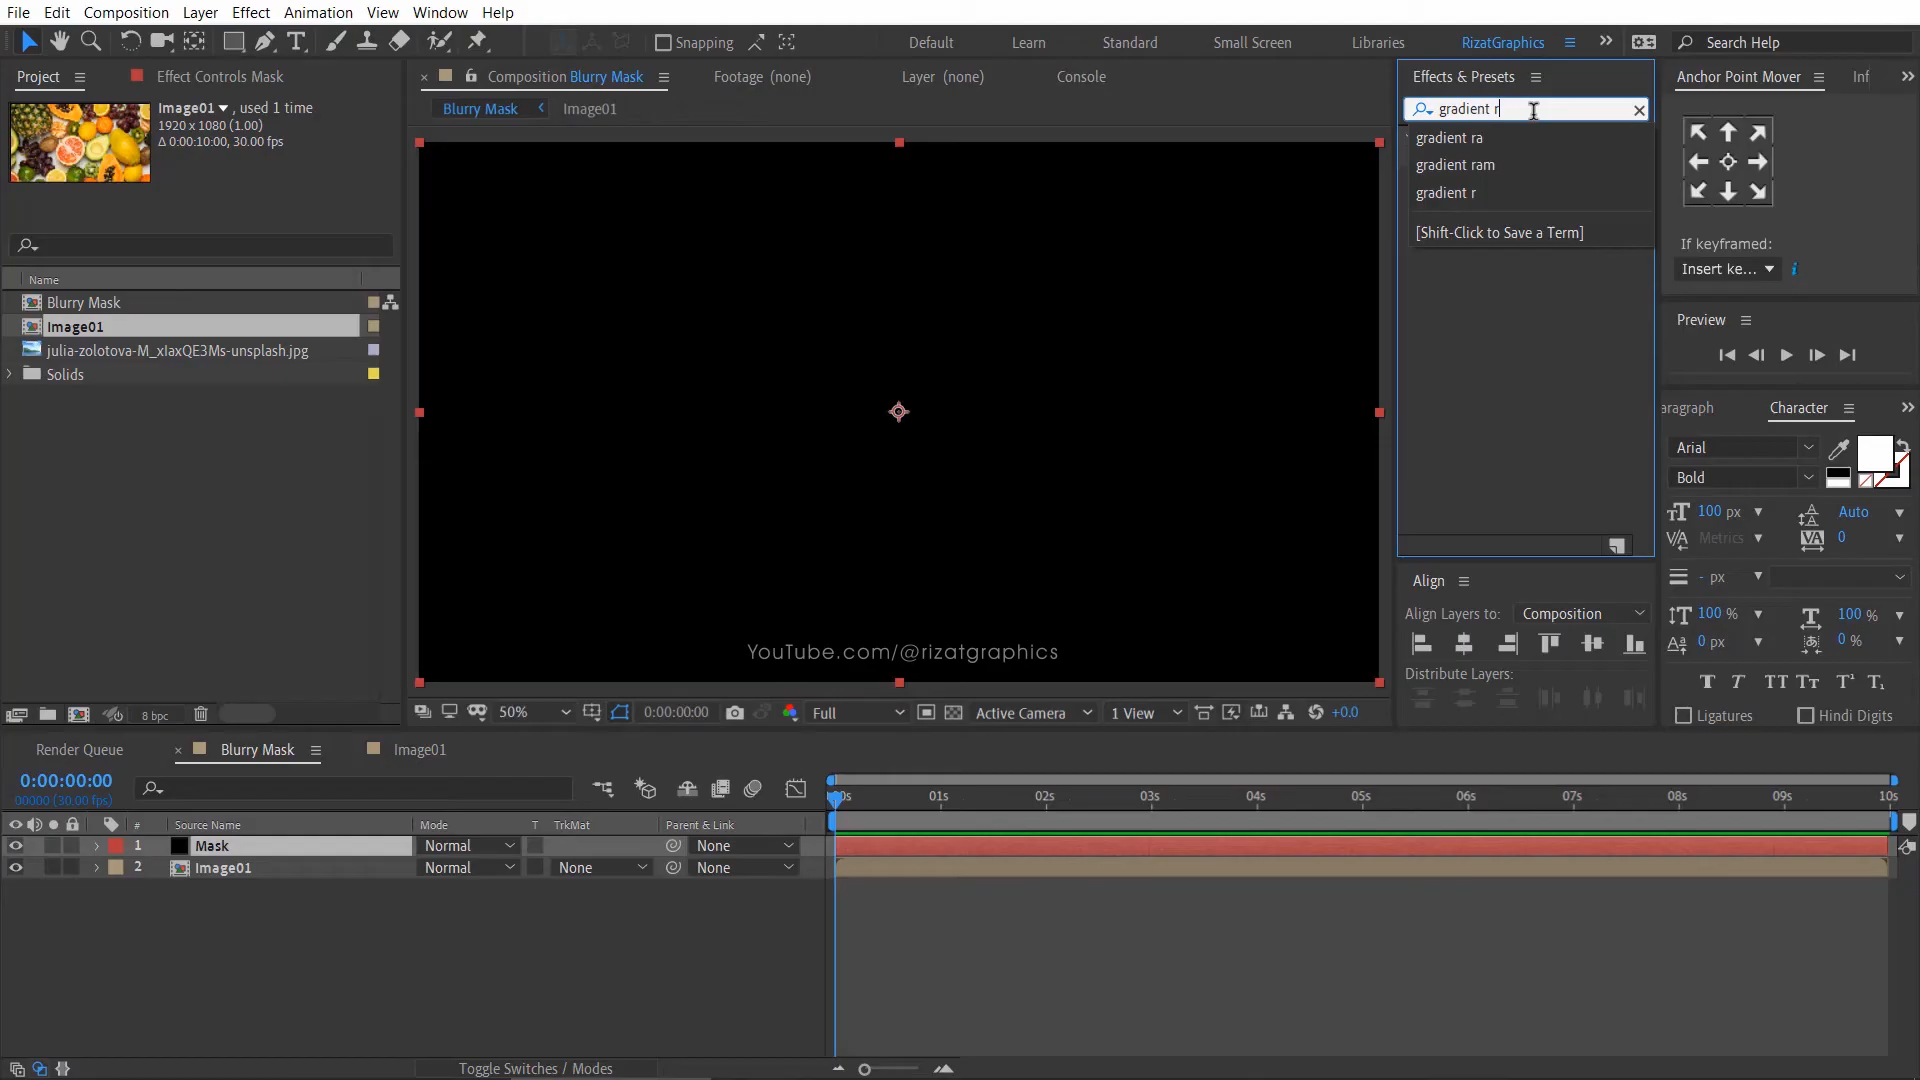 File Edit Composition Layer Effect Animation View Window Help
Snapping Default Learn Standard Small Screen Libraries RizatGraphics Search Help
Project Effect Controls Mask
Image01 , used 1 time
1920 x 1080 (1.00)
Δ 0:00:10:00, 30.00 fps
Name
Blurry Mask
Image01
julia-zolotova-M_xIaxQE3Ms-unsplash.jpg
Solids
8 bpc
Composition Blurry Mask Footage (none) Layer (none) Console
Blurry Mask Image01
YouTube.com/@rizatgraphics
50% 0:00:00:00 Full Active Camera 1 View +0.0
Effects & Presets
gradient r
gradient ra
gradient ram
gradient r
[Shift-Click to Save a Term]
Align
Align Layers to: Composition
Distribute Layers:
Anchor Point Mover Inf
If keyframed:
Insert ke...
Preview
aragraph Character
Arial
Bold
100 px Auto
Metrics 0
- px
100 % 100 %
0 px 0 %
T T TT Tt T¹ T₁
Ligatures Hindi Digits
Render Queue Blurry Mask Image01
0:00:00:00
00000 (30.00 fps)
# Source Name Mode T TrkMat Parent & Link
1 Mask Normal None
2 Image01 Normal None None
0s 01s 02s 03s 04s 05s 06s 07s 08s 09s 10s
Toggle Switches / Modes